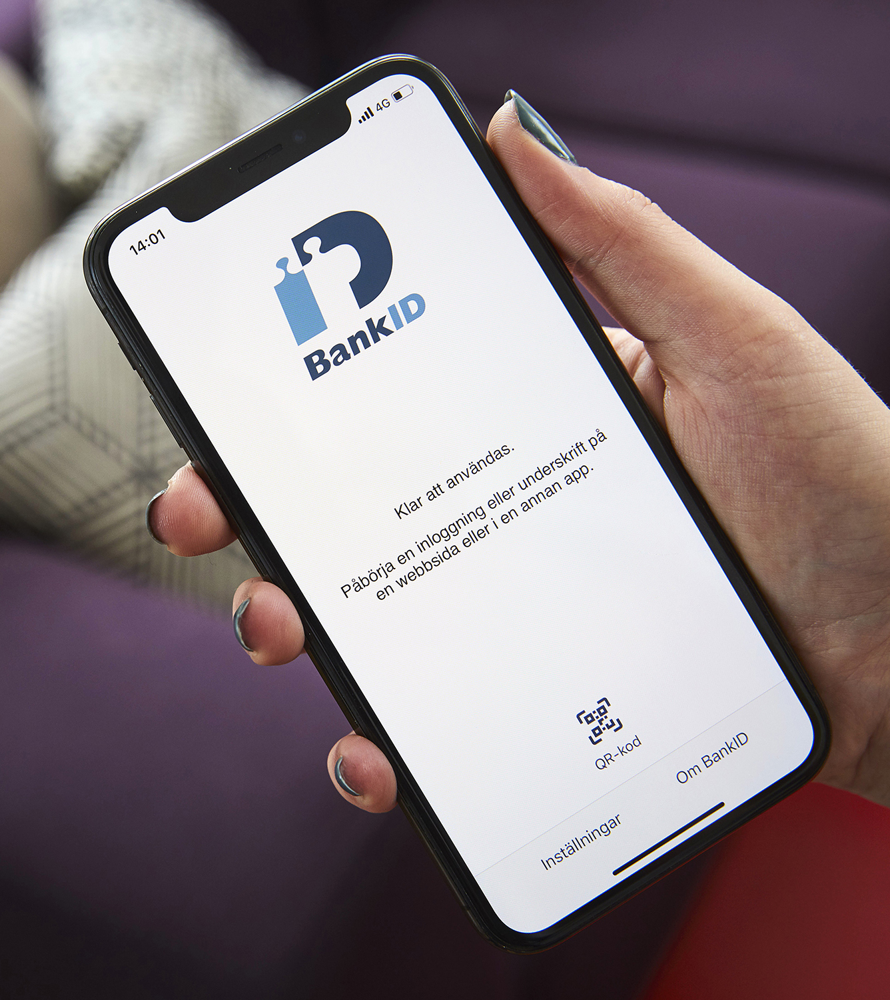 14:01
4G
BankID
Klar att användas.
Påbörja en inloggning eller underskrift på
en webbsida eller i en annan app.
QR-kod
Inställningar
Om BankID